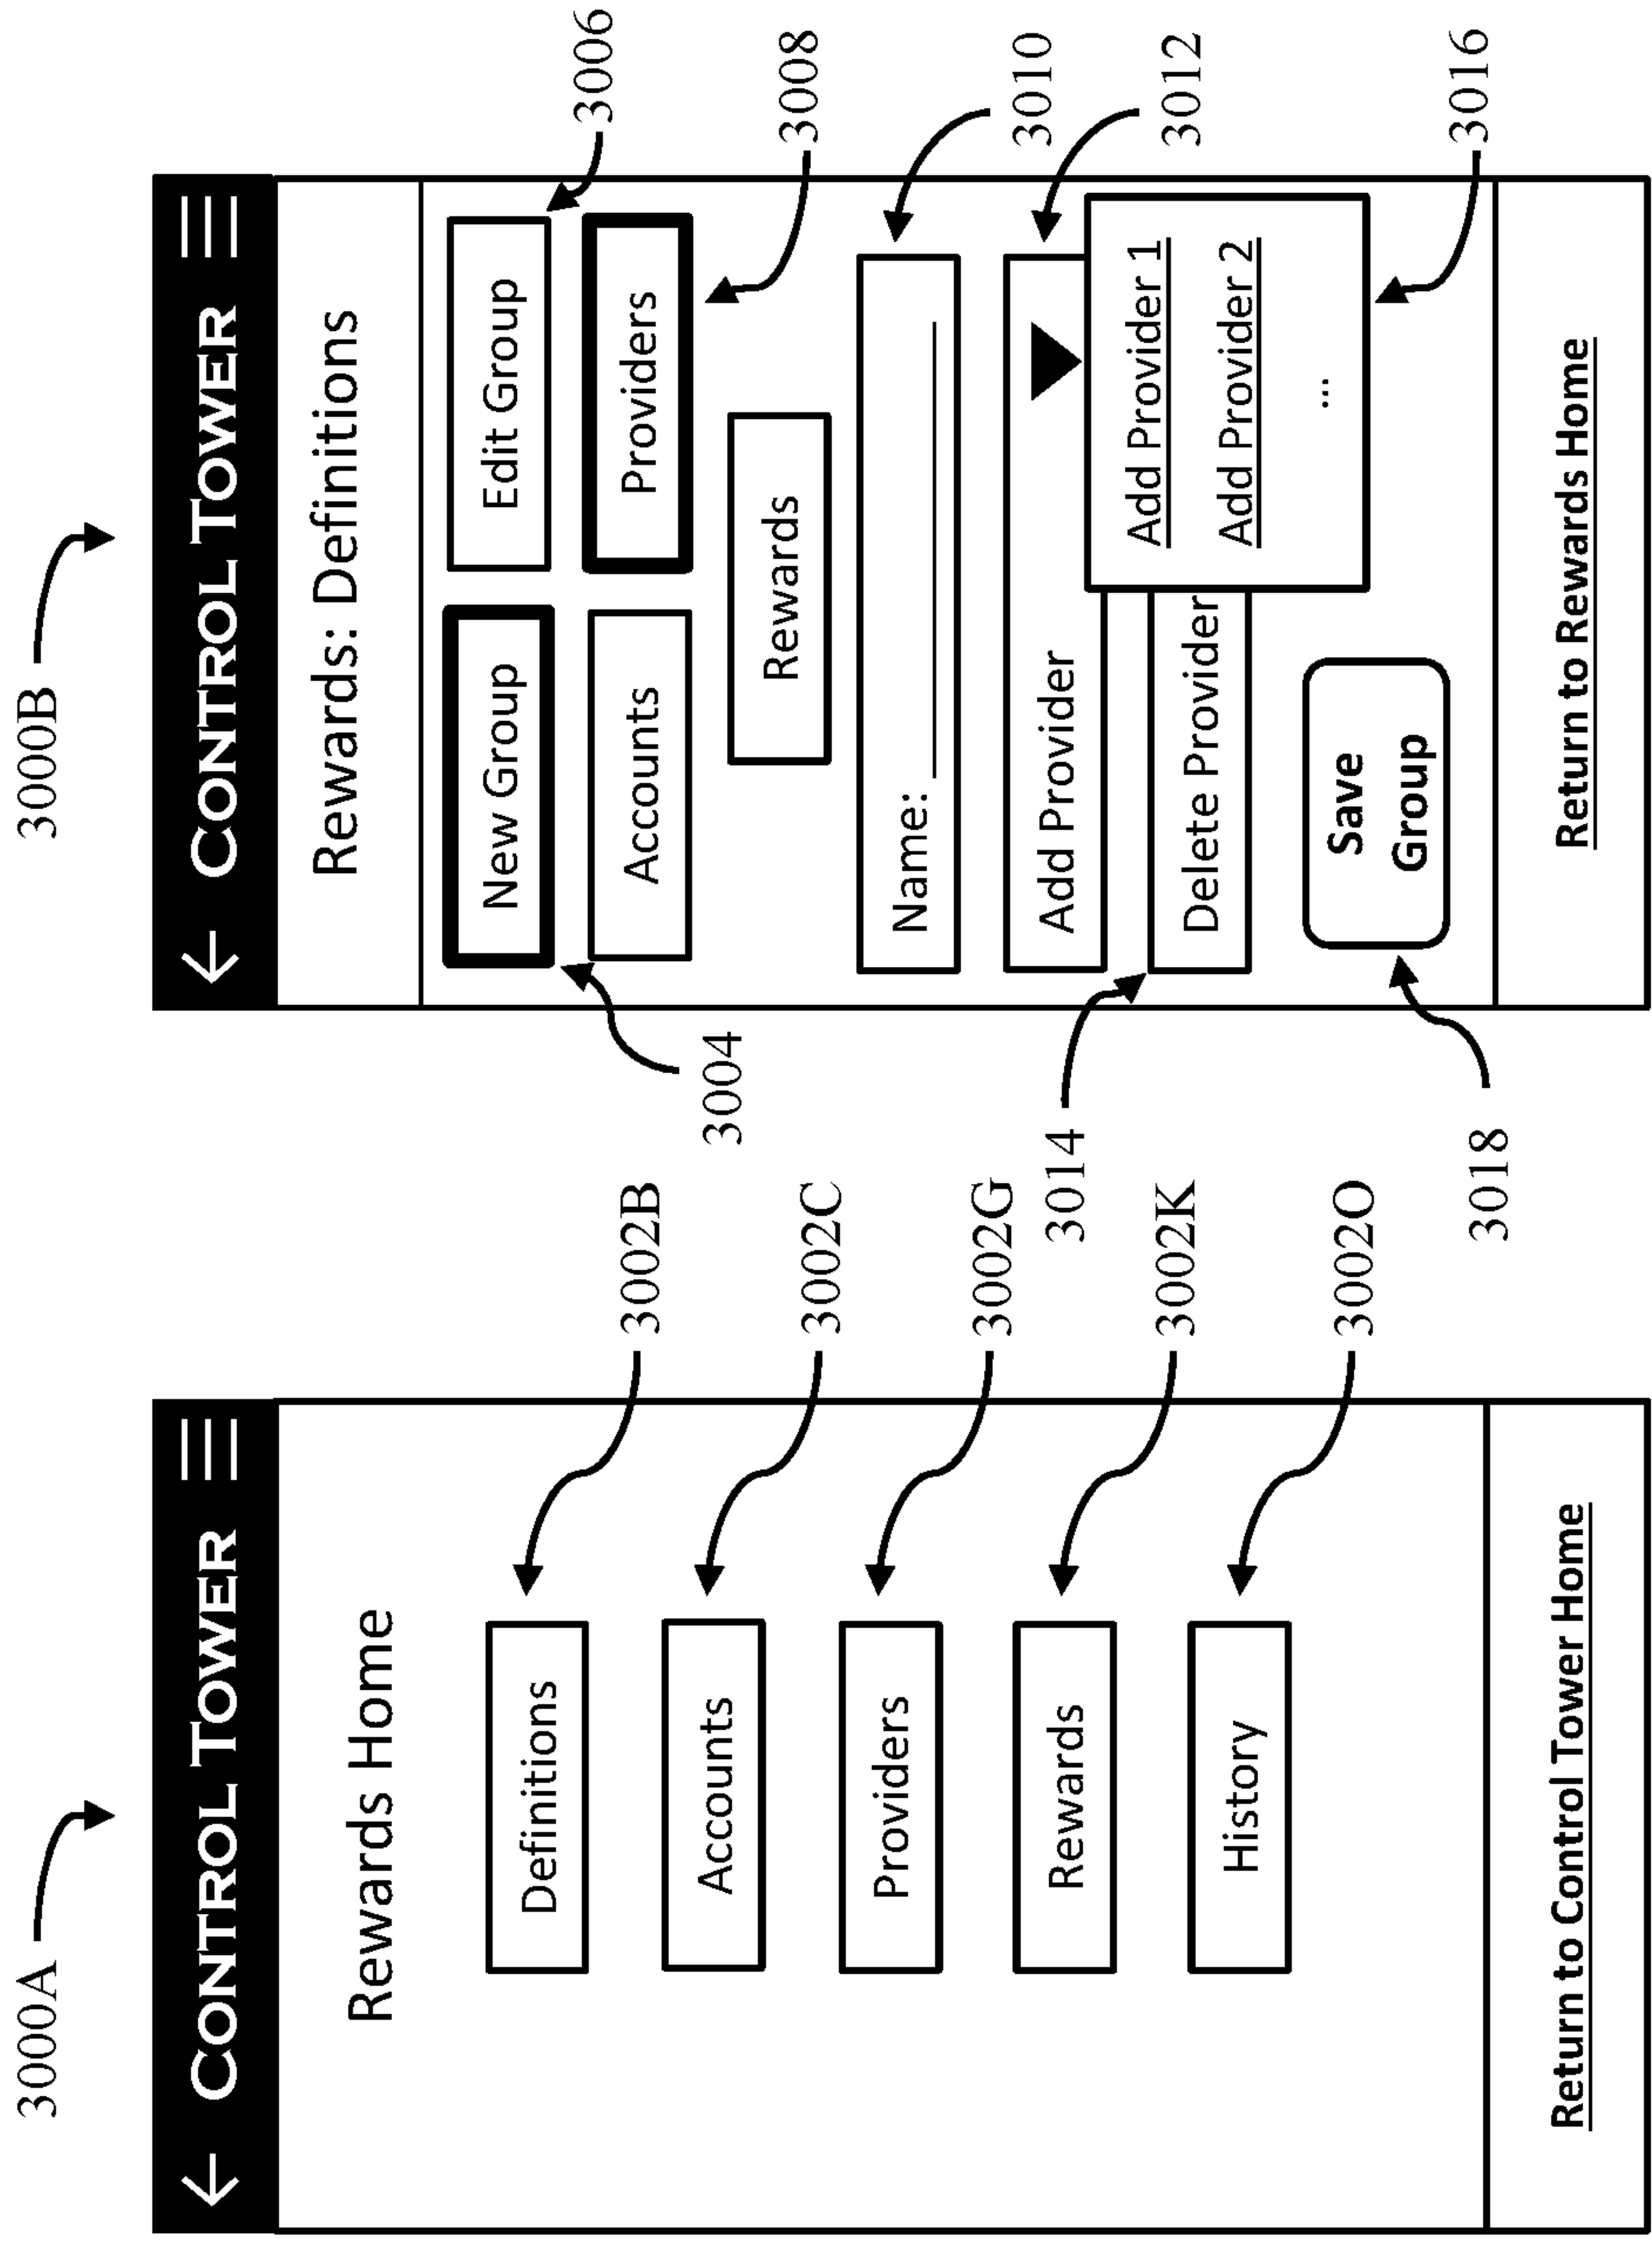 3000A
← CONTROL TOWER
Rewards Home
Definitions
3002B
Accounts
3002C
Providers
3002G
Rewards
3002K
History
3002O
Return to Control Tower Home
3000B
← CONTROL TOWER
Rewards: Definitions
New Group
Edit Group
3004
3006
Accounts
Providers
3008
Rewards
Name: ____________
3010
Add Provider
3012
Add Provider 1
Add Provider 2
...
3016
Delete Provider
3014
Save
Group
3018
Return to Rewards Home